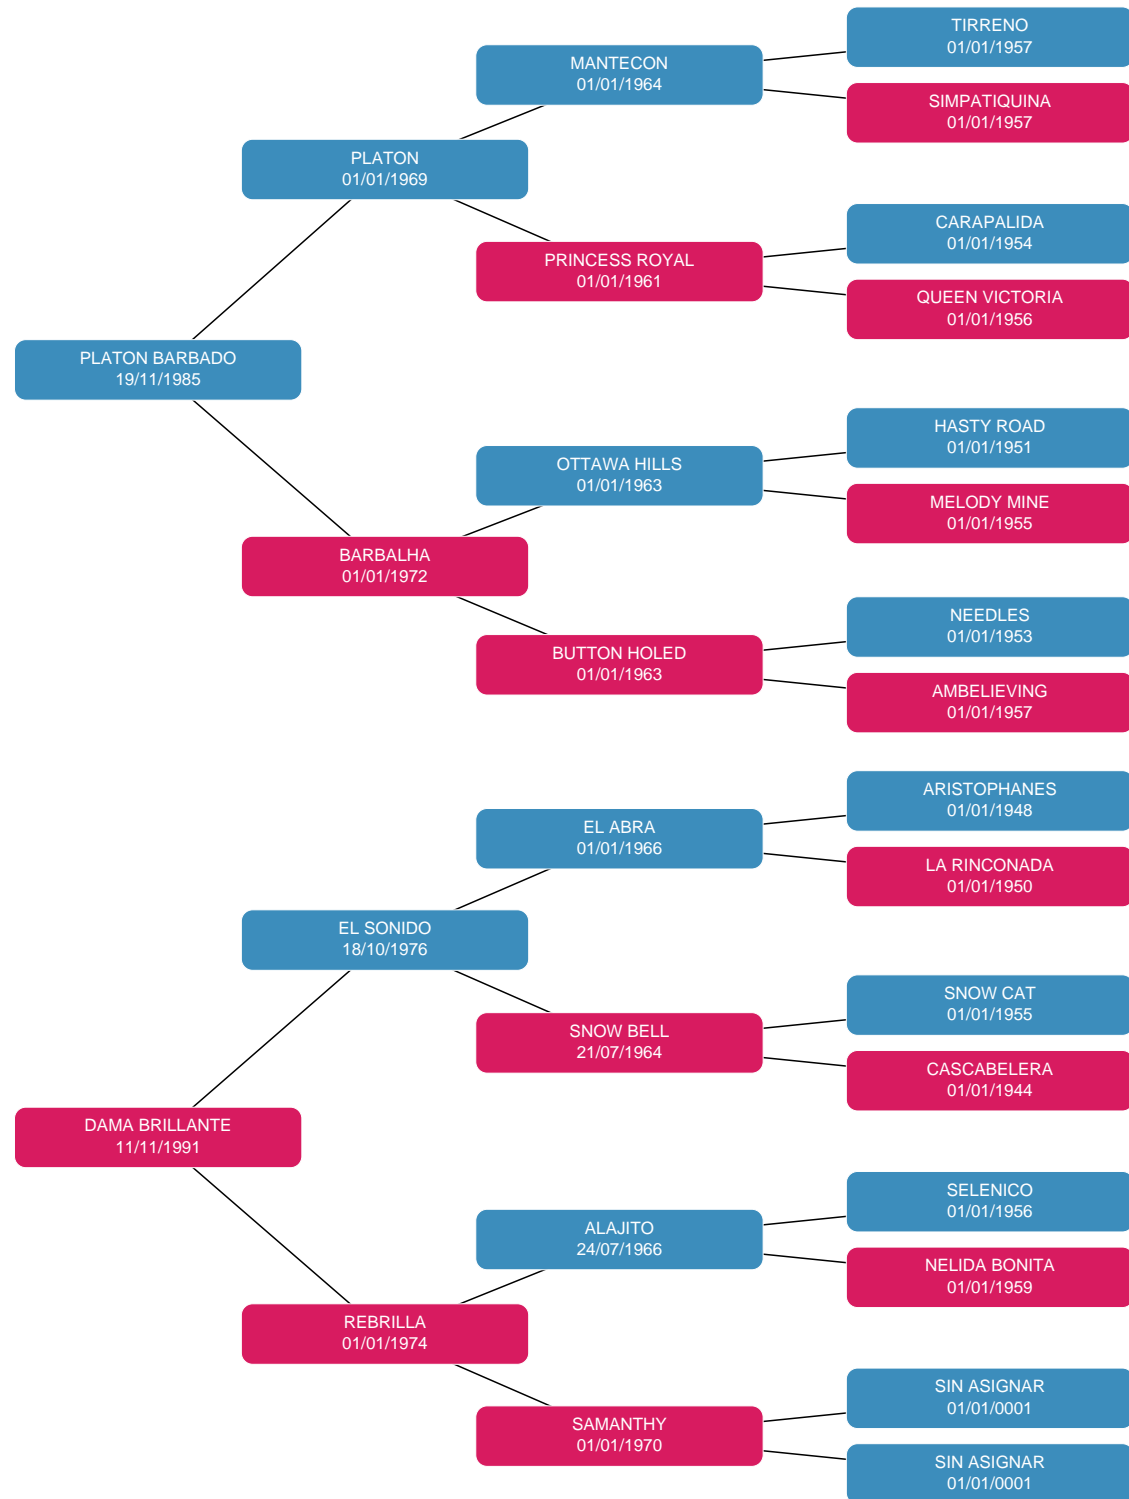 TIRRENO
01/01/1957
MANTECON
01/01/1964
SIMPATIQUINA
01/01/1957
PLATON
01/01/1969
CARAPALIDA
01/01/1954
PRINCESS ROYAL
01/01/1961
QUEEN VICTORIA
01/01/1956
PLATON BARBADO
19/11/1985
HASTY ROAD
01/01/1951
OTTAWA HILLS
01/01/1963
MELODY MINE
01/01/1955
BARBALHA
01/01/1972
NEEDLES
01/01/1953
BUTTON HOLED
01/01/1963
AMBELIEVING
01/01/1957
ARISTOPHANES
01/01/1948
EL ABRA
01/01/1966
LA RINCONADA
01/01/1950
EL SONIDO
18/10/1976
SNOW CAT
01/01/1955
SNOW BELL
21/07/1964
CASCABELERA
01/01/1944
DAMA BRILLANTE
11/11/1991
SELENICO
01/01/1956
ALAJITO
24/07/1966
NELIDA BONITA
01/01/1959
REBRILLA
01/01/1974
SIN ASIGNAR
01/01/0001
SAMANTHY
01/01/1970
SIN ASIGNAR
01/01/0001